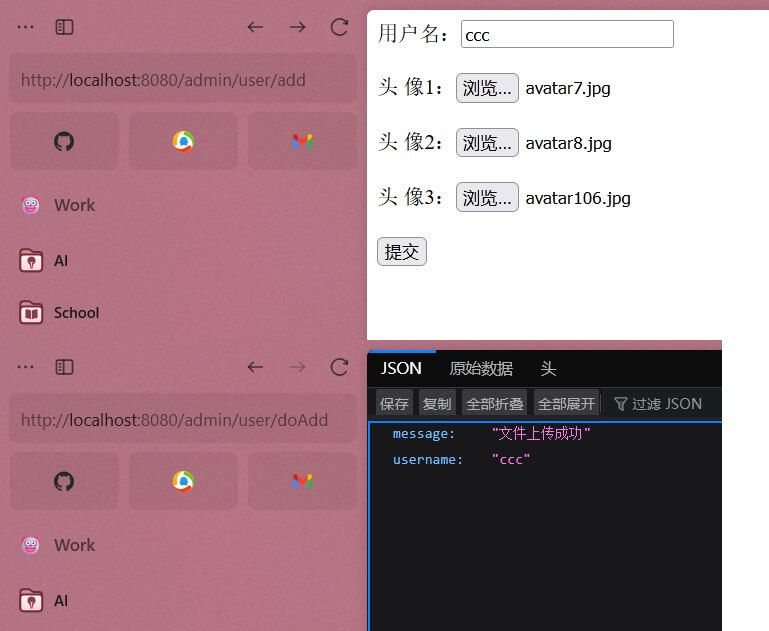 http://localhost:8080/admin/user/add
Work
AI
School
用户名： ccc
头 像1： 浏览... avatar7.jpg
头 像2： 浏览... avatar8.jpg
头 像3： 浏览... avatar106.jpg
提交
http://localhost:8080/admin/user/doAdd
Work
AI
JSON 原始数据 头
保存 复制 全部折叠 全部展开 过滤 JSON
message: "文件上传成功"
username: "ccc"